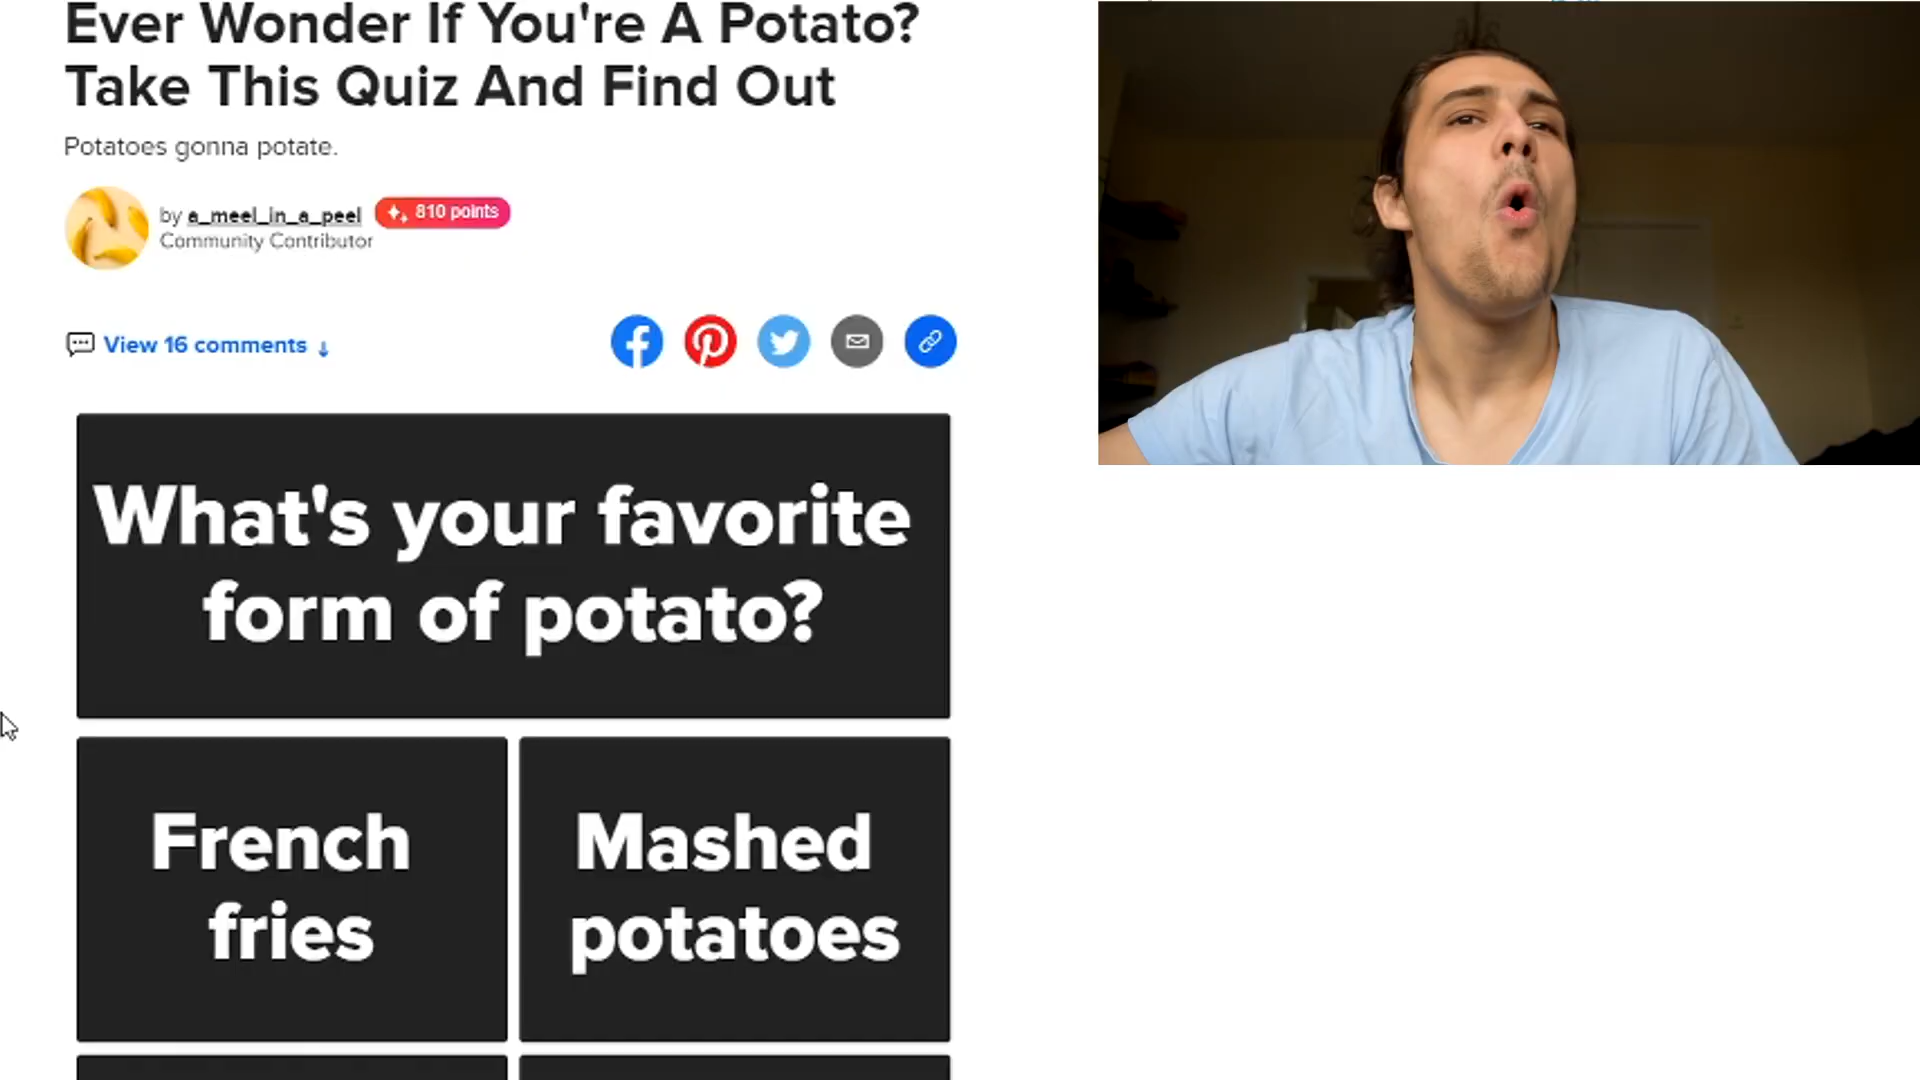 Ever Wonder If You're A Potato?
Take This Quiz And Find Out
Potatoes gonna potate.
by a_meel_in_a_peel 810 points
Community Contributor
View 16 comments ↓
What's your favorite
form of potato?
French
fries
Mashed
potatoes